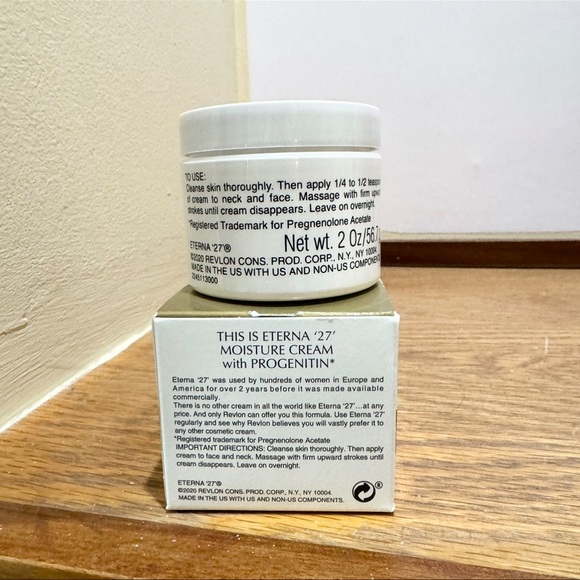 TO USE:
Cleanse skin thoroughly. Then apply 1/4 to 1/2
of cream to neck and face. Massage with firm upward
strokes until cream disappears. Leave on overnight.
*Registered Trademark for Pregnenolone Acetate
Net wt. 2 Oz/56.7
ETERNA '27'®
©2020 REVLON CONS. PROD. CORP., N.Y., NY 10004
MADE IN THE US WITH US AND NON-US COMPONENTS
0245113000
THIS IS ETERNA '27'
MOISTURE CREAM
with PROGENITIN*
Eterna '27' was used by hundreds of women in Europe and
America for over 2 years before it was made available
commercially.
There is no other cream in all the world like Eterna '27'...at any
price. And only Revlon can offer you this formula. Use Eterna '27'
regularly and see why Revlon believes you will vastly prefer it to
any other cosmetic cream.
*Registered trademark for Pregnenolone Acetate
IMPORTANT DIRECTIONS: Cleanse skin thoroughly. Then apply
cream to face and neck. Massage with firm upward strokes until
cream disappears. Leave on overnight.
ETERNA '27'®
©2020 REVLON CONS. PROD. CORP., N.Y., NY 10004
MADE IN THE US WITH US AND NON-US COMPONENTS.